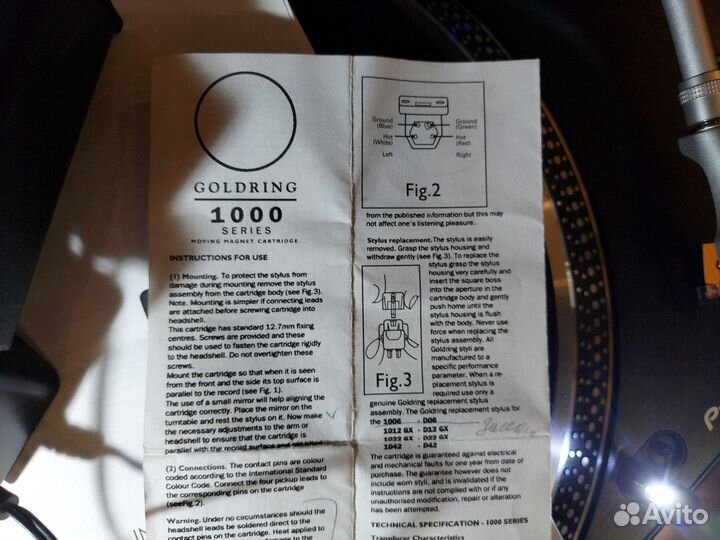 GOLDRING
1000
SERIES
MOVING MAGNET CARTRIDGE
INSTRUCTIONS FOR USE
(1) Mounting. To protect the stylus from
damage during mounting remove the stylus
assembly from the cartridge body (see Fig.3).
Note. Mounting is simpler if connecting leads
are attached before screwing cartridge into
headshell.
This cartridge has standard 12.7mm fixing
centres. Screws are provided and these
should be used to fasten the cartridge rigidly
to the headshell. Do not overtighten these
screws.
Mount the cartridge so that when it is seen
from the front and the side its top surface is
parallel to the record (see Fig. 1).
The use of a small mirror will help aligning the
cartridge correctly. Place the mirror on the
turntable and rest the stylus on it. Now make
the necessary adjustments to the arm or
headshell to ensure that the cartridge is
parallel with the record surface and
(2) Connections. The contact pins are colour
coded according to the International Standard
Colour Code. Connect the four pickup leads to
the corresponding pins on the cartridge
(seeFig.2).
Warning. Under no circumstances should the
headshell leads be soldered direct to the
contact pins on the cartridge. Heat applied to
Ground
(Blue)
Ground
(Green)
Hot
(White)
Hot
(Red)
Left
Right
Fig.2
from the published information but this may
not affect one's listening pleasure.
Stylus replacement. The stylus is easily
removed. Grasp the stylus housing and
withdraw gently (see Fig. 3). To replace the
stylus grasp the stylus
housing very carefully and
insert the square boss
into the aperture in the
cartridge body and gently
push home until the
stylus housing is flush
with the body. Never use
force when replacing the
stylus assembly. All
Goldring styli are
manufactured to a
specific performance
parameter. When a re-
placement stylus is
required use only a
Fig.3
genuine Goldring replacement stylus
assembly. The Goldring replacement stylus for
the 1006 - D06
1012 GX - D12 GX
1022 GX - D22 GX
1042 - D42
The cartridge is guaranteed against electrical
and mechanical faults for one year from date of
purchase. The guarantee however does not
include worn styli, and is invalidated if the
instructions are not complied with or if any
unauthorised modification, repair or alteration
has been attempted.
TECHNICAL SPECIFICATION - 1000 SERIES
Transducer Characteristics
Avito